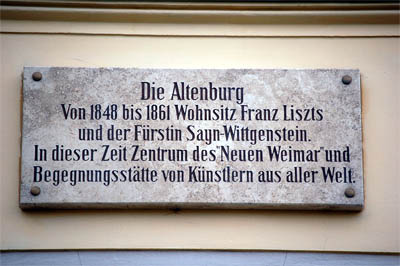 Die Altenburg
Von 1848 bis 1861 Wohnsitz Franz Liszts
und der Fürstin Sayn-Wittgenstein.
In dieser Zeit Zentrum des "Neuen Weimar" und
Begegnungsstätte von Künstlern aus aller Welt.